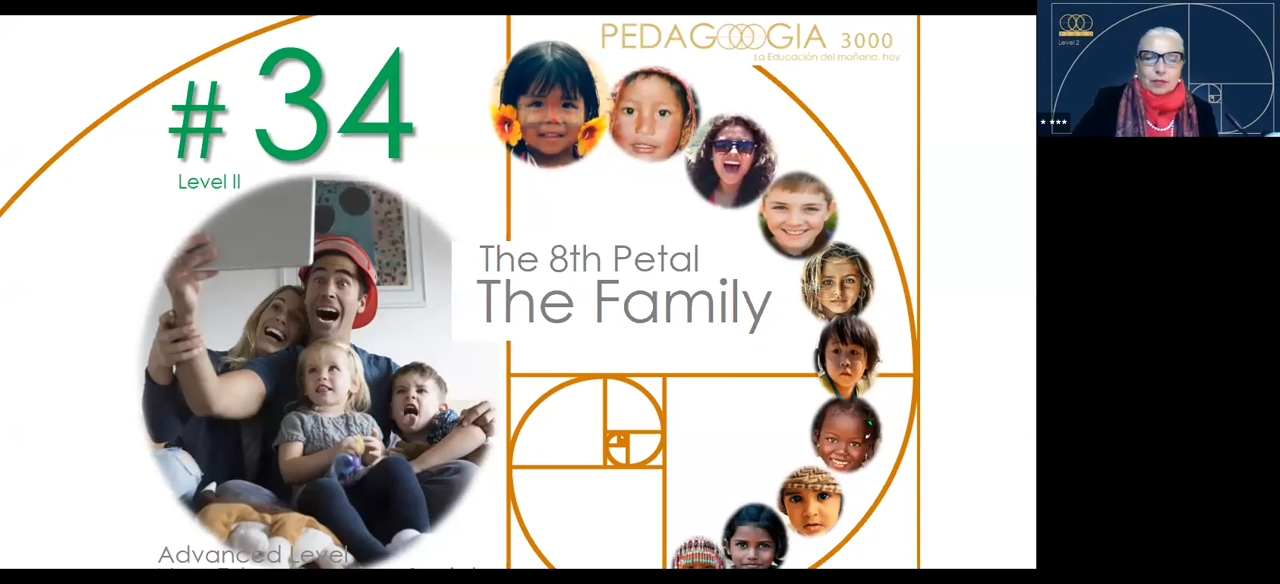 # 34
Level II
PEDAGOOGIA 3000
La Educación del mañana, hoy
The 8th Petal
The Family
Advanced Level
Level 2